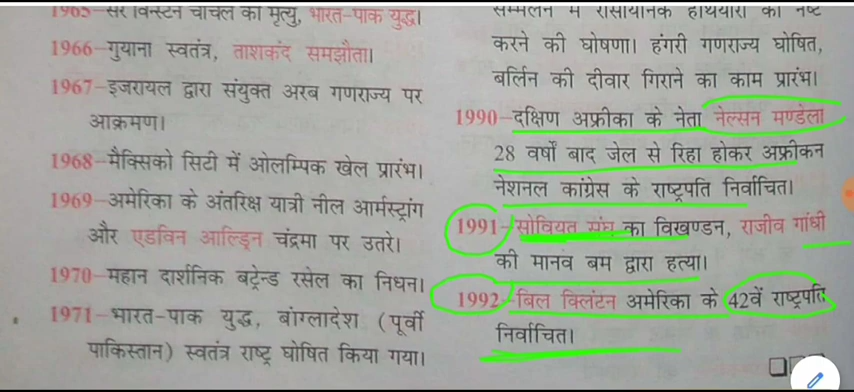 1965–सर विन्स्टन चर्चिल की मृत्यु, भारत-पाक युद्ध।
1966–गुयाना स्वतंत्र, ताशकंद समझौता।
1967–इजरायल द्वारा संयुक्त अरब गणराज्य पर
आक्रमण।
1968–मैक्सिको सिटी में ओलम्पिक खेल प्रारंभ।
1969–अमेरिका के अंतरिक्ष यात्री नील आर्मस्ट्रांग
और एडविन आल्ड्रिन चंद्रमा पर उतरे।
1970–महान दार्शनिक बट्रेन्ड रसेल का निधन।
1971–भारत-पाक युद्ध, बांग्लादेश (पूर्वी
पाकिस्तान) स्वतंत्र राष्ट्र घोषित किया गया।
सम्मेलन में रासायनिक हथियारों को नष्ट
करने की घोषणा। हंगरी गणराज्य घोषित,
बर्लिन की दीवार गिराने का काम प्रारंभ।
1990–दक्षिण अफ्रीका के नेता नेल्सन मण्डेला
28 वर्षों बाद जेल से रिहा होकर अफ्रीकन
नेशनल कांग्रेस के राष्ट्रपति निर्वाचित।
1991–सोवियत संघ का विखण्डन, राजीव गांधी
की मानव बम द्वारा हत्या।
1992–बिल क्लिंटन अमेरिका के 42वें राष्ट्रपति
निर्वाचित।